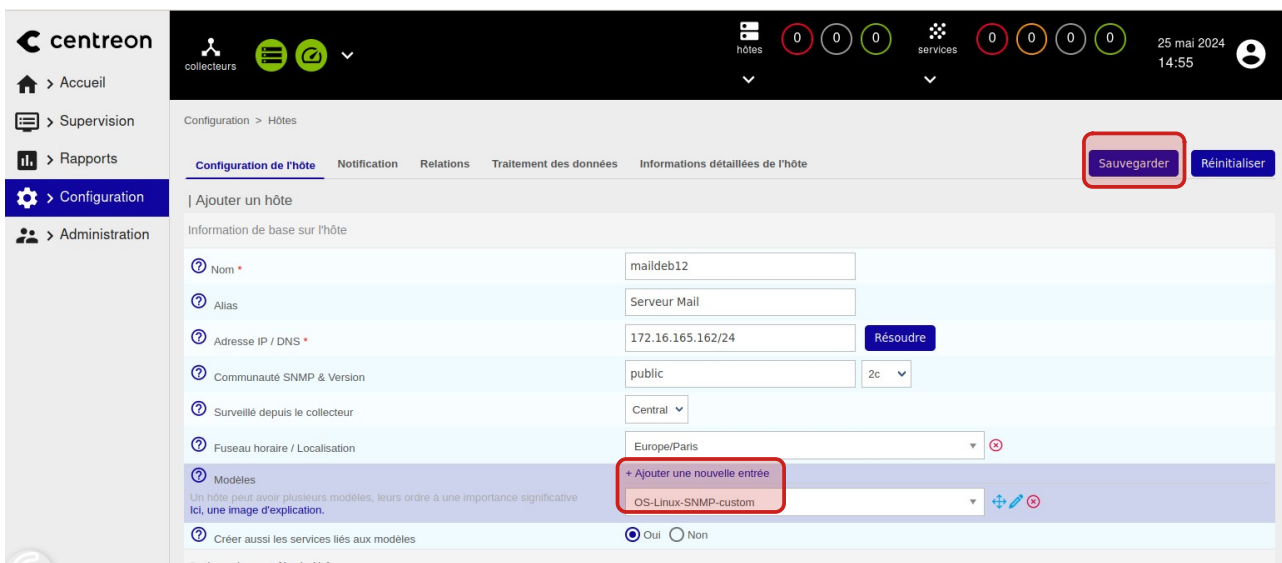 centreon
collecteurs
hôtes
0 0 0
services
0 0 0 0
25 mai 2024
14:55
> Accueil
> Supervision
> Rapports
> Configuration
> Administration
Configuration > Hôtes
Configuration de l'hôte Notification Relations Traitement des données Informations détaillées de l'hôte
Sauvegarder Réinitialiser
| Ajouter un hôte
Information de base sur l'hôte
? Nom * maildeb12
? Alias Serveur Mail
? Adresse IP / DNS * 172.16.165.162/24 Résoudre
? Communauté SNMP & Version public 2c
? Surveillé depuis le collecteur Central
? Fuseau horaire / Localisation Europe/Paris
? Modèles + Ajouter une nouvelle entrée
Un hôte peut avoir plusieurs modèles, leurs ordre à une importance significative
Ici, une image d'explication.
OS-Linux-SNMP-custom
? Créer aussi les services liés aux modèles Oui Non